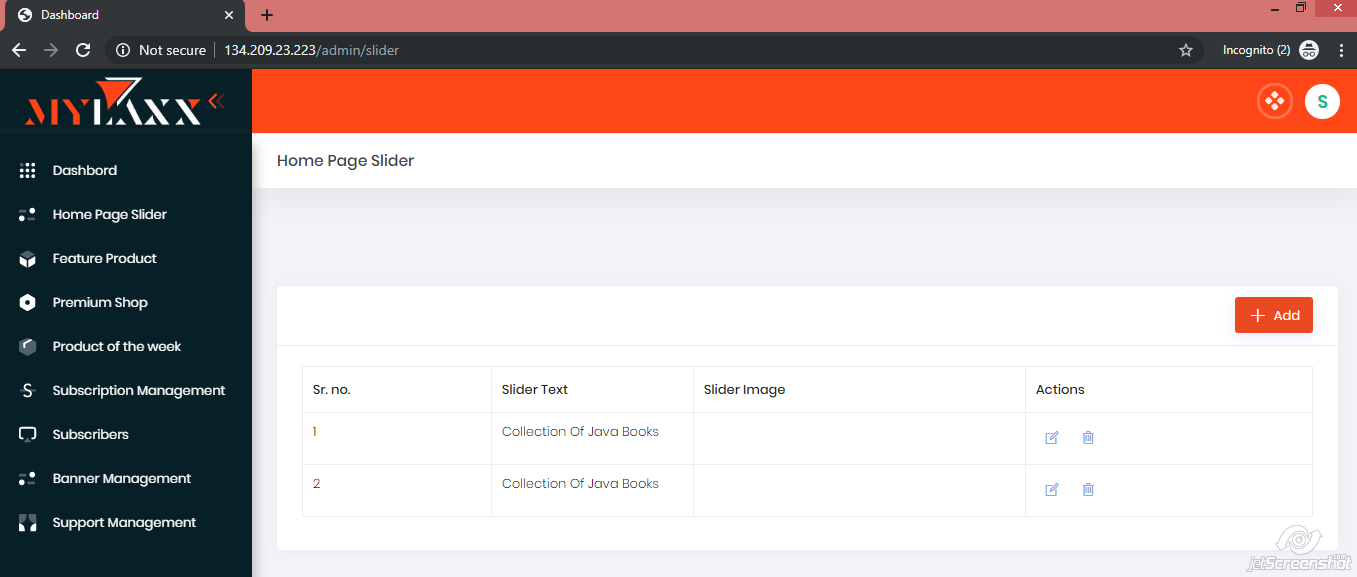 Dashboard
Not secure
134.209.23.223/admin/slider
Incognito (2)
MYTAXX
S
Home Page Slider
Dashbord
Home Page Slider
Feature Product
Premium Shop
Product of the week
Subscription Management
Subscribers
Banner Management
Support Management
Add
Sr. no. Slider Text Slider Image Actions
1 Collection Of Java Books
2 Collection Of Java Books
jetScreenshot.com